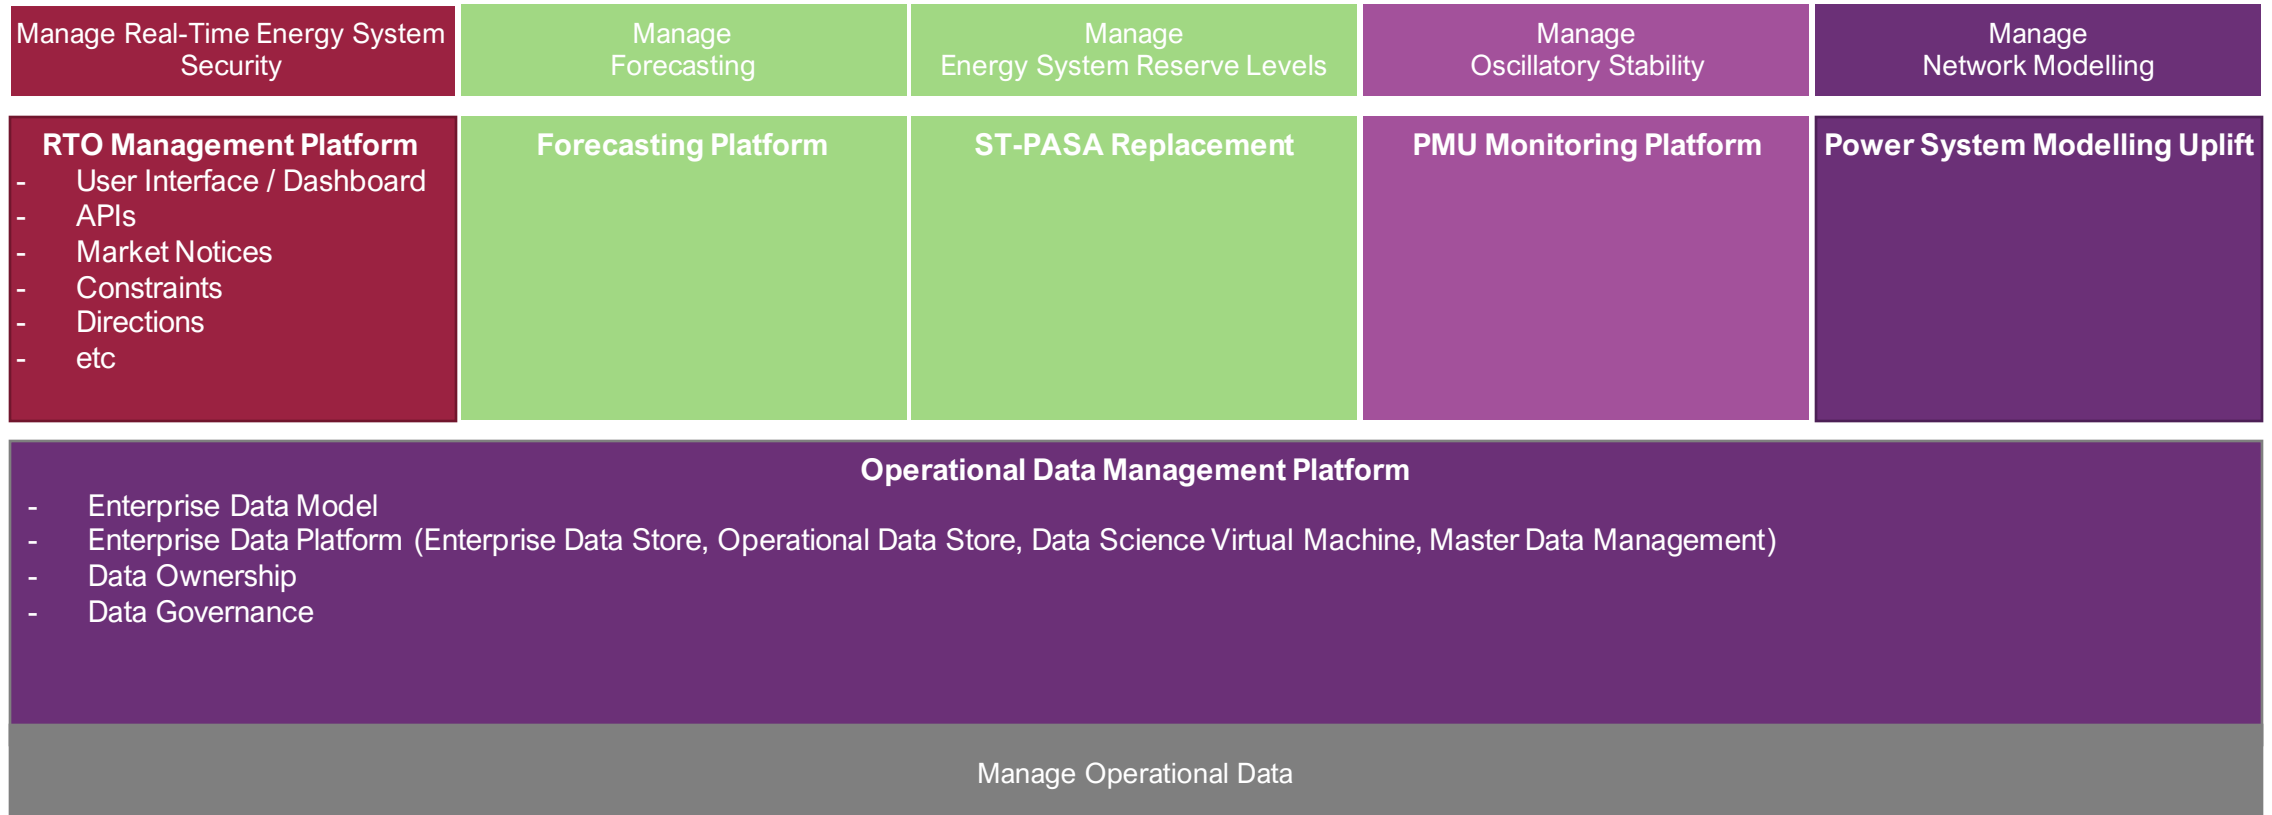 Manage Real-Time Energy System
Security
Manage
Forecasting
Manage
Energy System Reserve Levels
Manage
Oscillatory Stability
Manage
Network Modelling
RTO Management Platform
- User Interface / Dashboard
- APIs
- Market Notices
- Constraints
- Directions
- etc
Forecasting Platform
ST-PASA Replacement
PMU Monitoring Platform
Power System Modelling Uplift
Operational Data Management Platform
- Enterprise Data Model
- Enterprise Data Platform (Enterprise Data Store, Operational Data Store, Data Science Virtual Machine, Master Data Management)
- Data Ownership
- Data Governance
Manage Operational Data